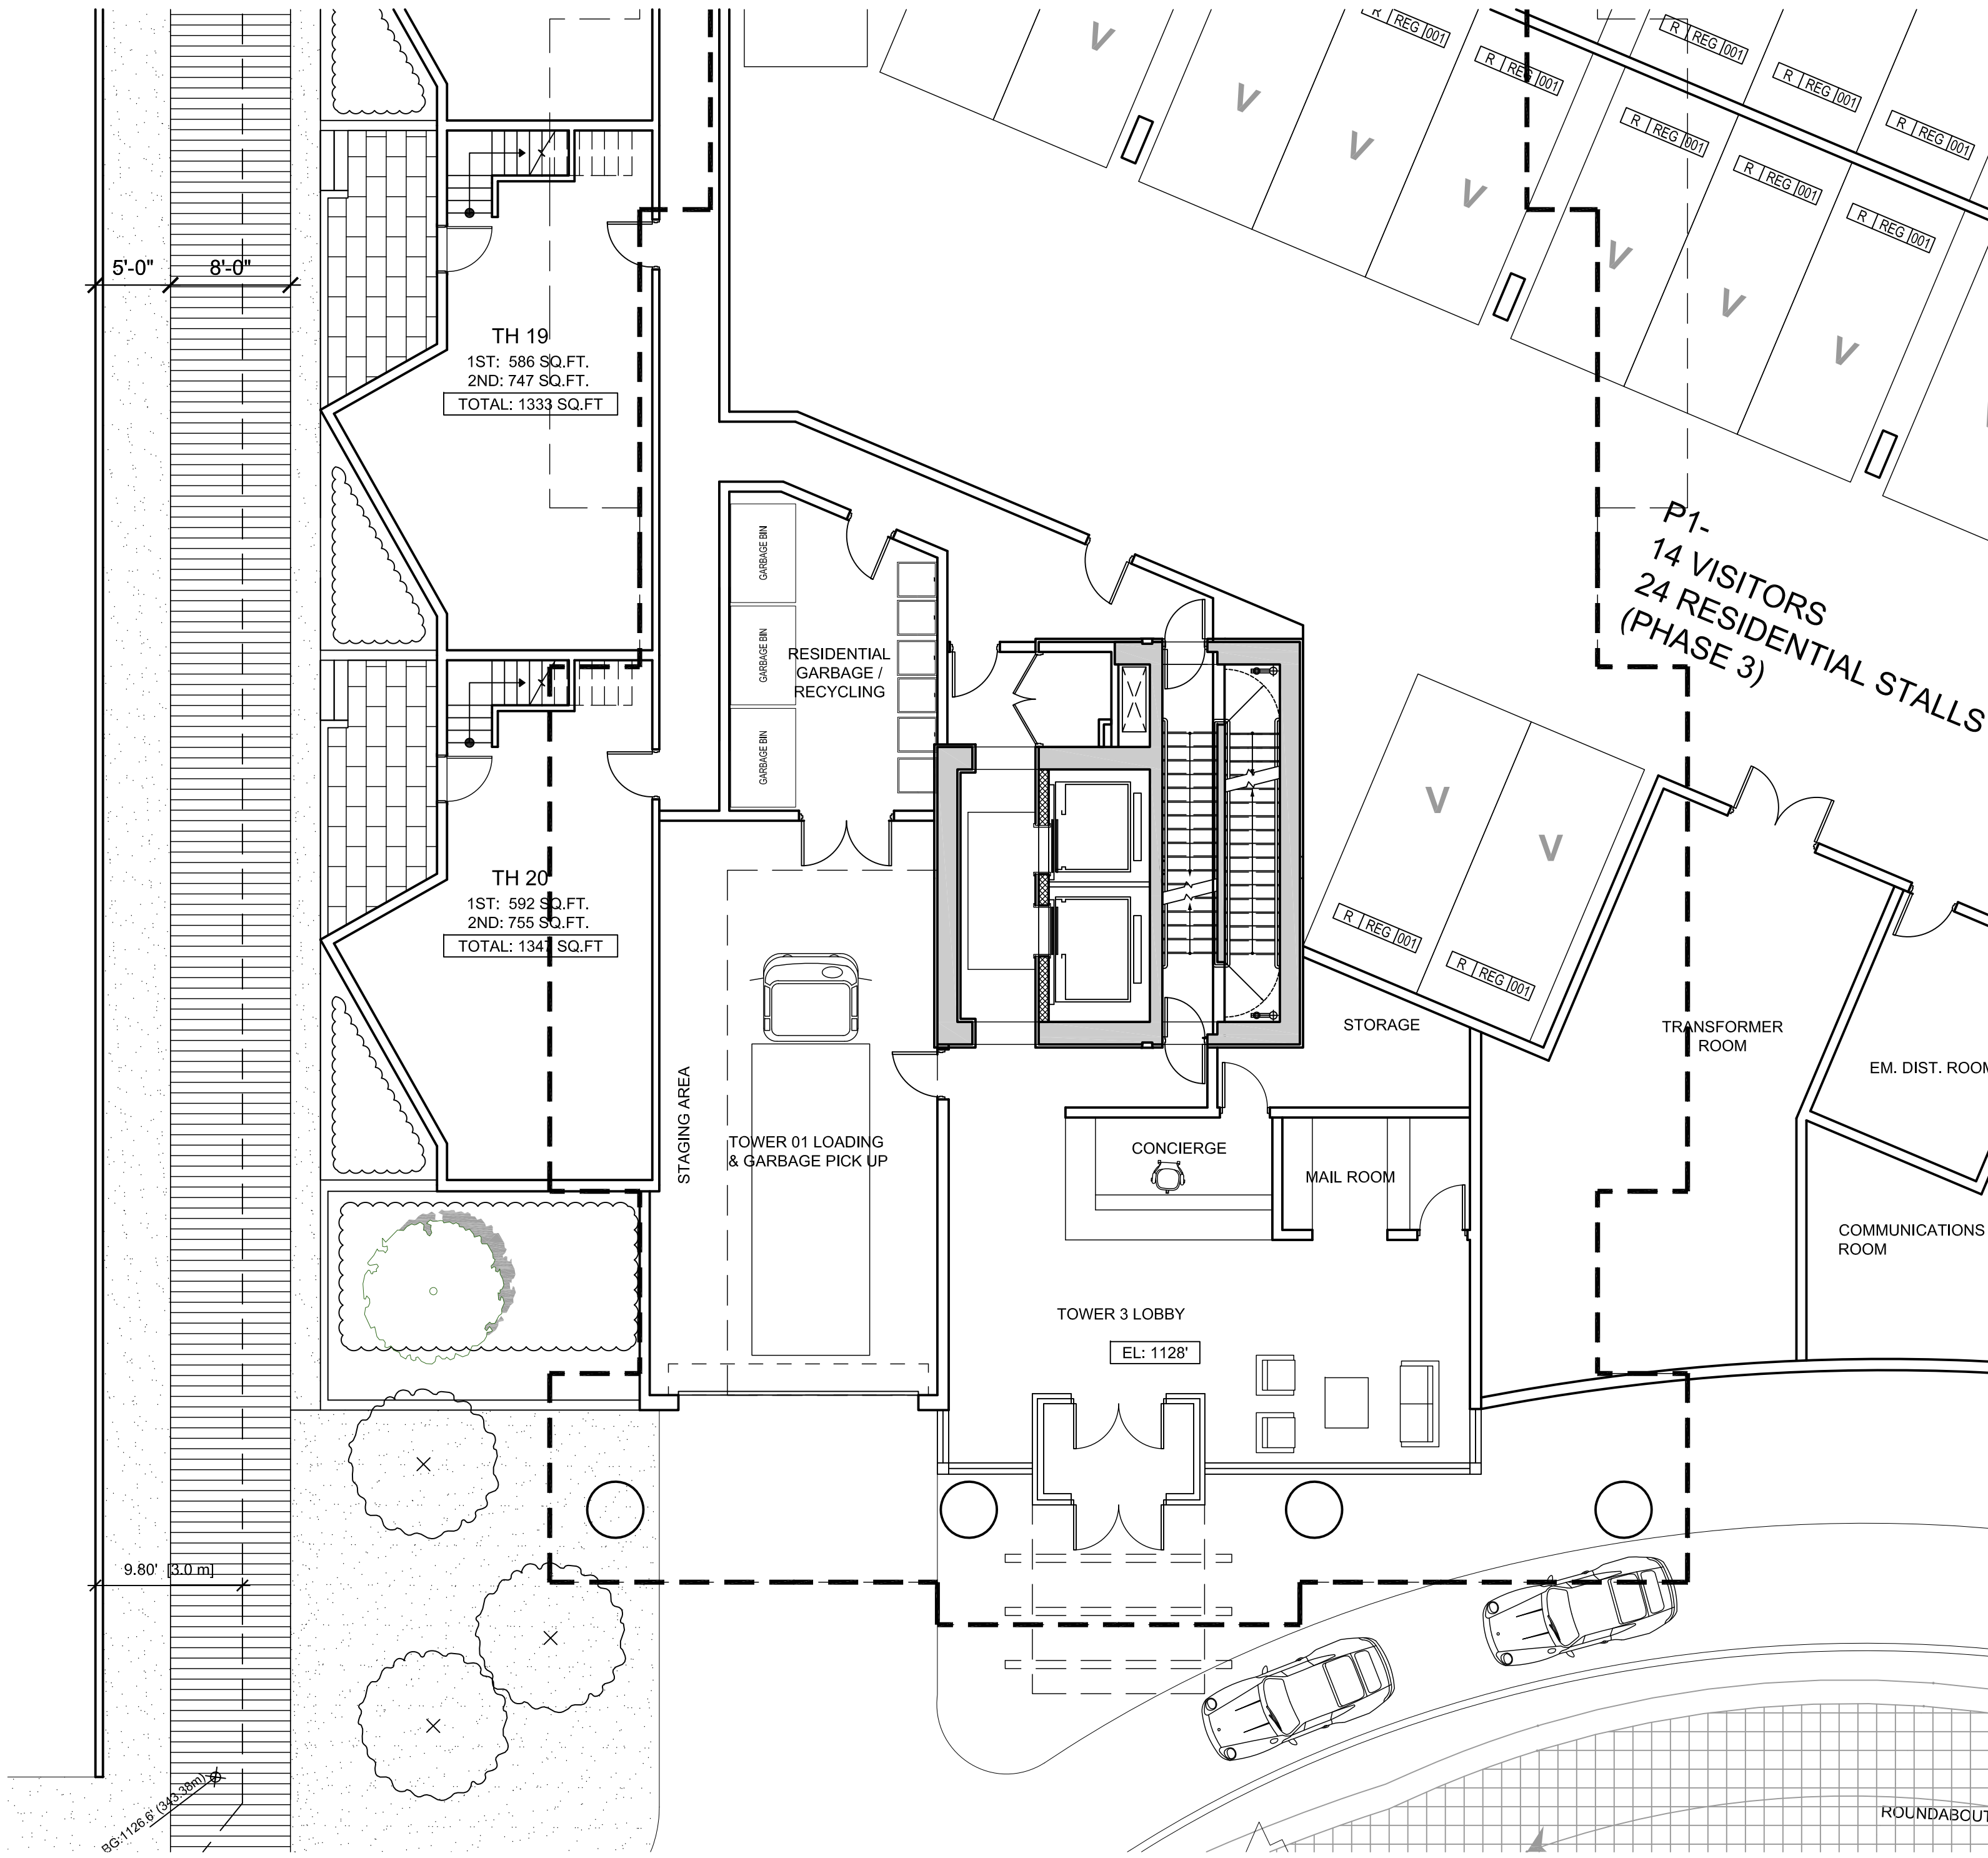 R REG 001
R REG 001
R REG 001
R REG 001
R REG 001
R REG 001
R REG 001
R REG 001
V
V
V
V
V
V
V
5'-0"
8'-0"
TH 19
1ST: 586 SQ.FT.
2ND: 747 SQ.FT.
TOTAL: 1333 SQ.FT
P1-
14 VISITORS
24 RESIDENTIAL STALLS
(PHASE 3)
GARBAGE BIN
GARBAGE BIN
GARBAGE BIN
RESIDENTIAL
GARBAGE /
RECYCLING
V
V
R REG 001
R REG 001
TH 20
1ST: 592 SQ.FT.
2ND: 755 SQ.FT.
TOTAL: 1347 SQ.FT
STORAGE
TRANSFORMER
ROOM
EM. DIST. ROOM
STAGING AREA
TOWER 01 LOADING
& GARBAGE PICK UP
CONCIERGE
MAIL ROOM
COMMUNICATIONS
ROOM
TOWER 3 LOBBY
EL: 1128'
9.80' [3.0 m]
BG:1126.6' (343.38m)
ROUNDABOUT